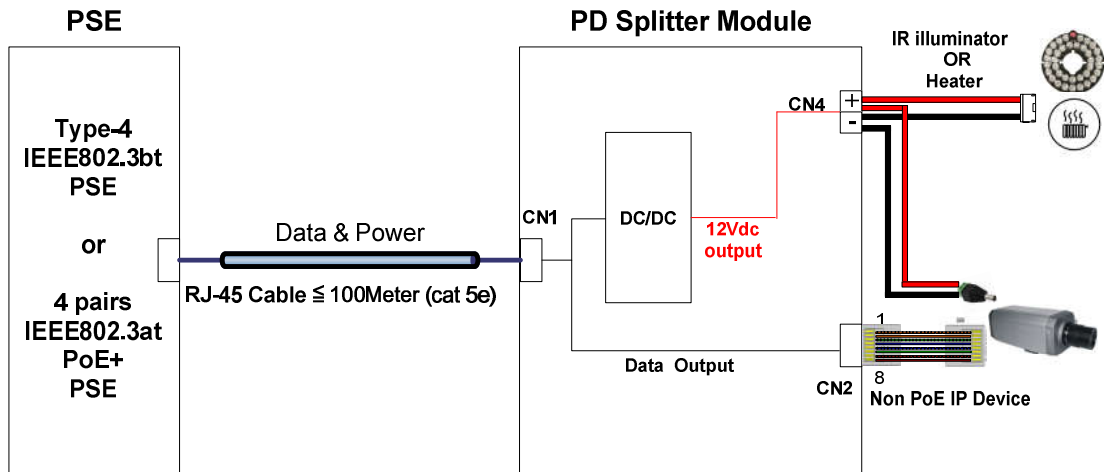 PSE
Type-4
IEEE802.3bt
PSE
or
4 pairs
IEEE802.3at
PoE+
PSE
Data & Power
RJ-45 Cable ≦ 100Meter (cat 5e)
PD Splitter Module
CN1
DC/DC
12Vdc
output
CN4
+
-
IR illuminator
OR
Heater
Data Output
CN2
1
8
Non PoE IP Device